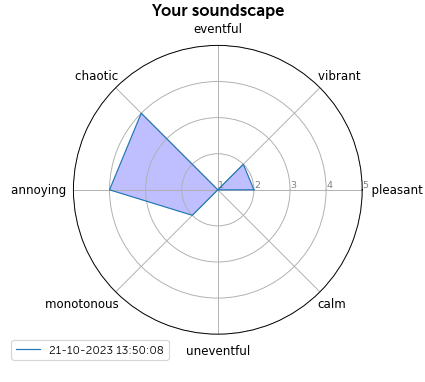 Your soundscape
eventful
chaotic
vibrant
annoying
1
2
3
4
5
pleasant
monotonous
calm
uneventful
21-10-2023 13:50:08